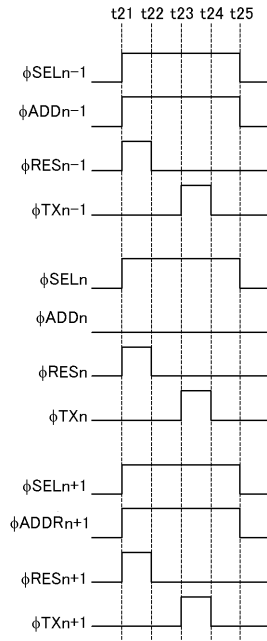 t21 t22 t23 t24 t25
ϕSELn-1
ϕADDn-1
ϕRESn-1
ϕTXn-1
ϕSELn
ϕADDn
ϕRESn
ϕTXn
ϕSELn+1
ϕADDRn+1
ϕRESn+1
ϕTXn+1